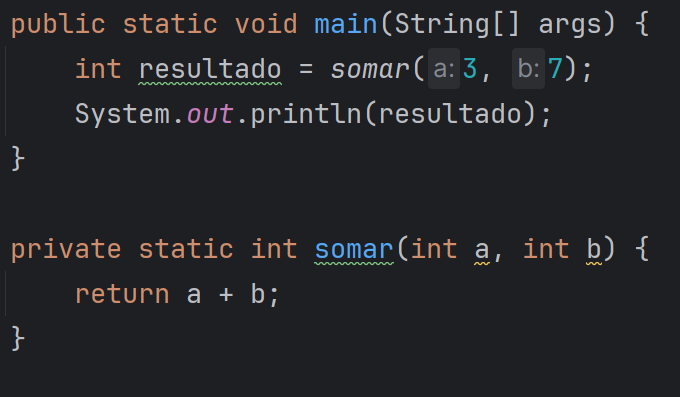 public static void main(String[] args) {
    int resultado = somar( a: 3, b: 7);
    System.out.println(resultado);
}

private static int somar(int a, int b) {
    return a + b;
}